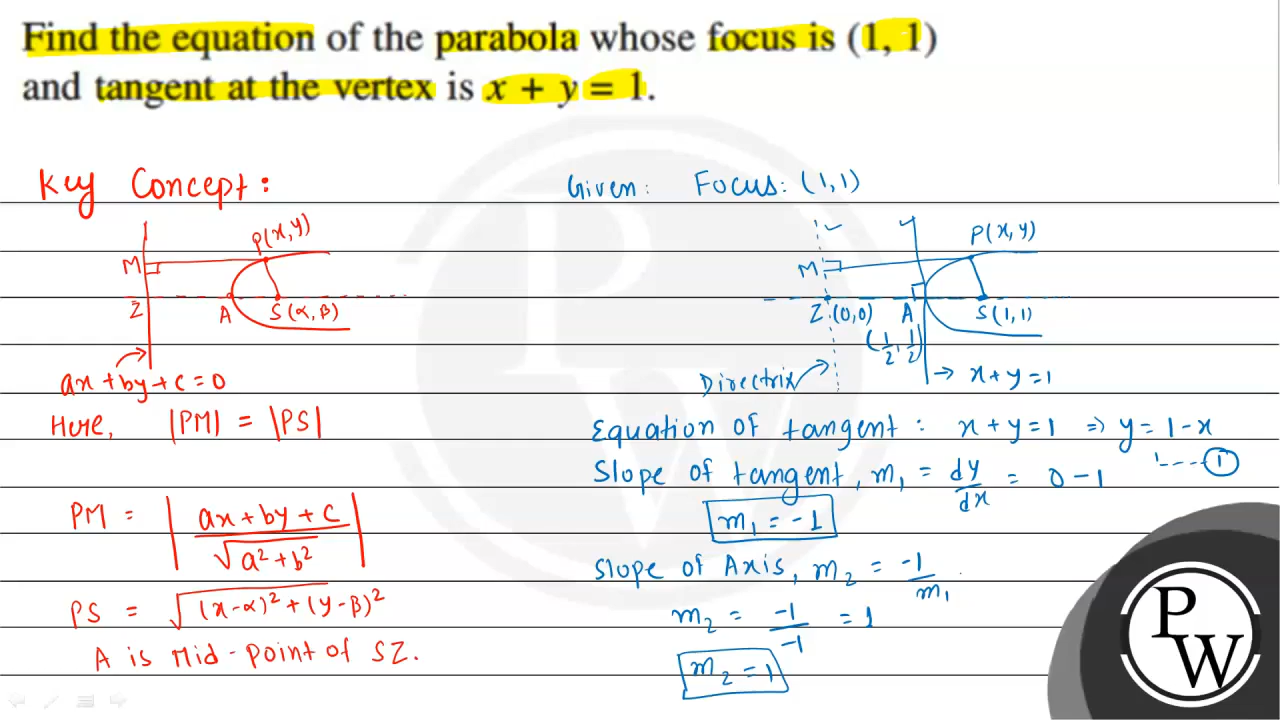 Find the equation of the parabola whose focus is (1, 1)
and tangent at the vertex is x + y = 1.
Key Concept:
P(x,y)
M
Z
A
S(α,β)
ax+by+c=0
Here, |PM| = |PS|
PM = | ax+by+c / √a²+b² |
PS = √(x-α)²+(y-β)²
A is Mid-point of SZ.
Given: Focus: (1,1)
P(x,y)
M
Z (0,0)
A
S(1,1)
(1/2, 1/2)
Directrix
→ x+y=1
Equation of tangent: x+y=1 ⇒ y=1-x
----①
Slope of tangent, m₁ = dy/dx = 0-1
m₁ = -1
Slope of Axis, m₂ = -1/m₁
m₂ = -1/-1 = 1
m₂ = 1
P
W